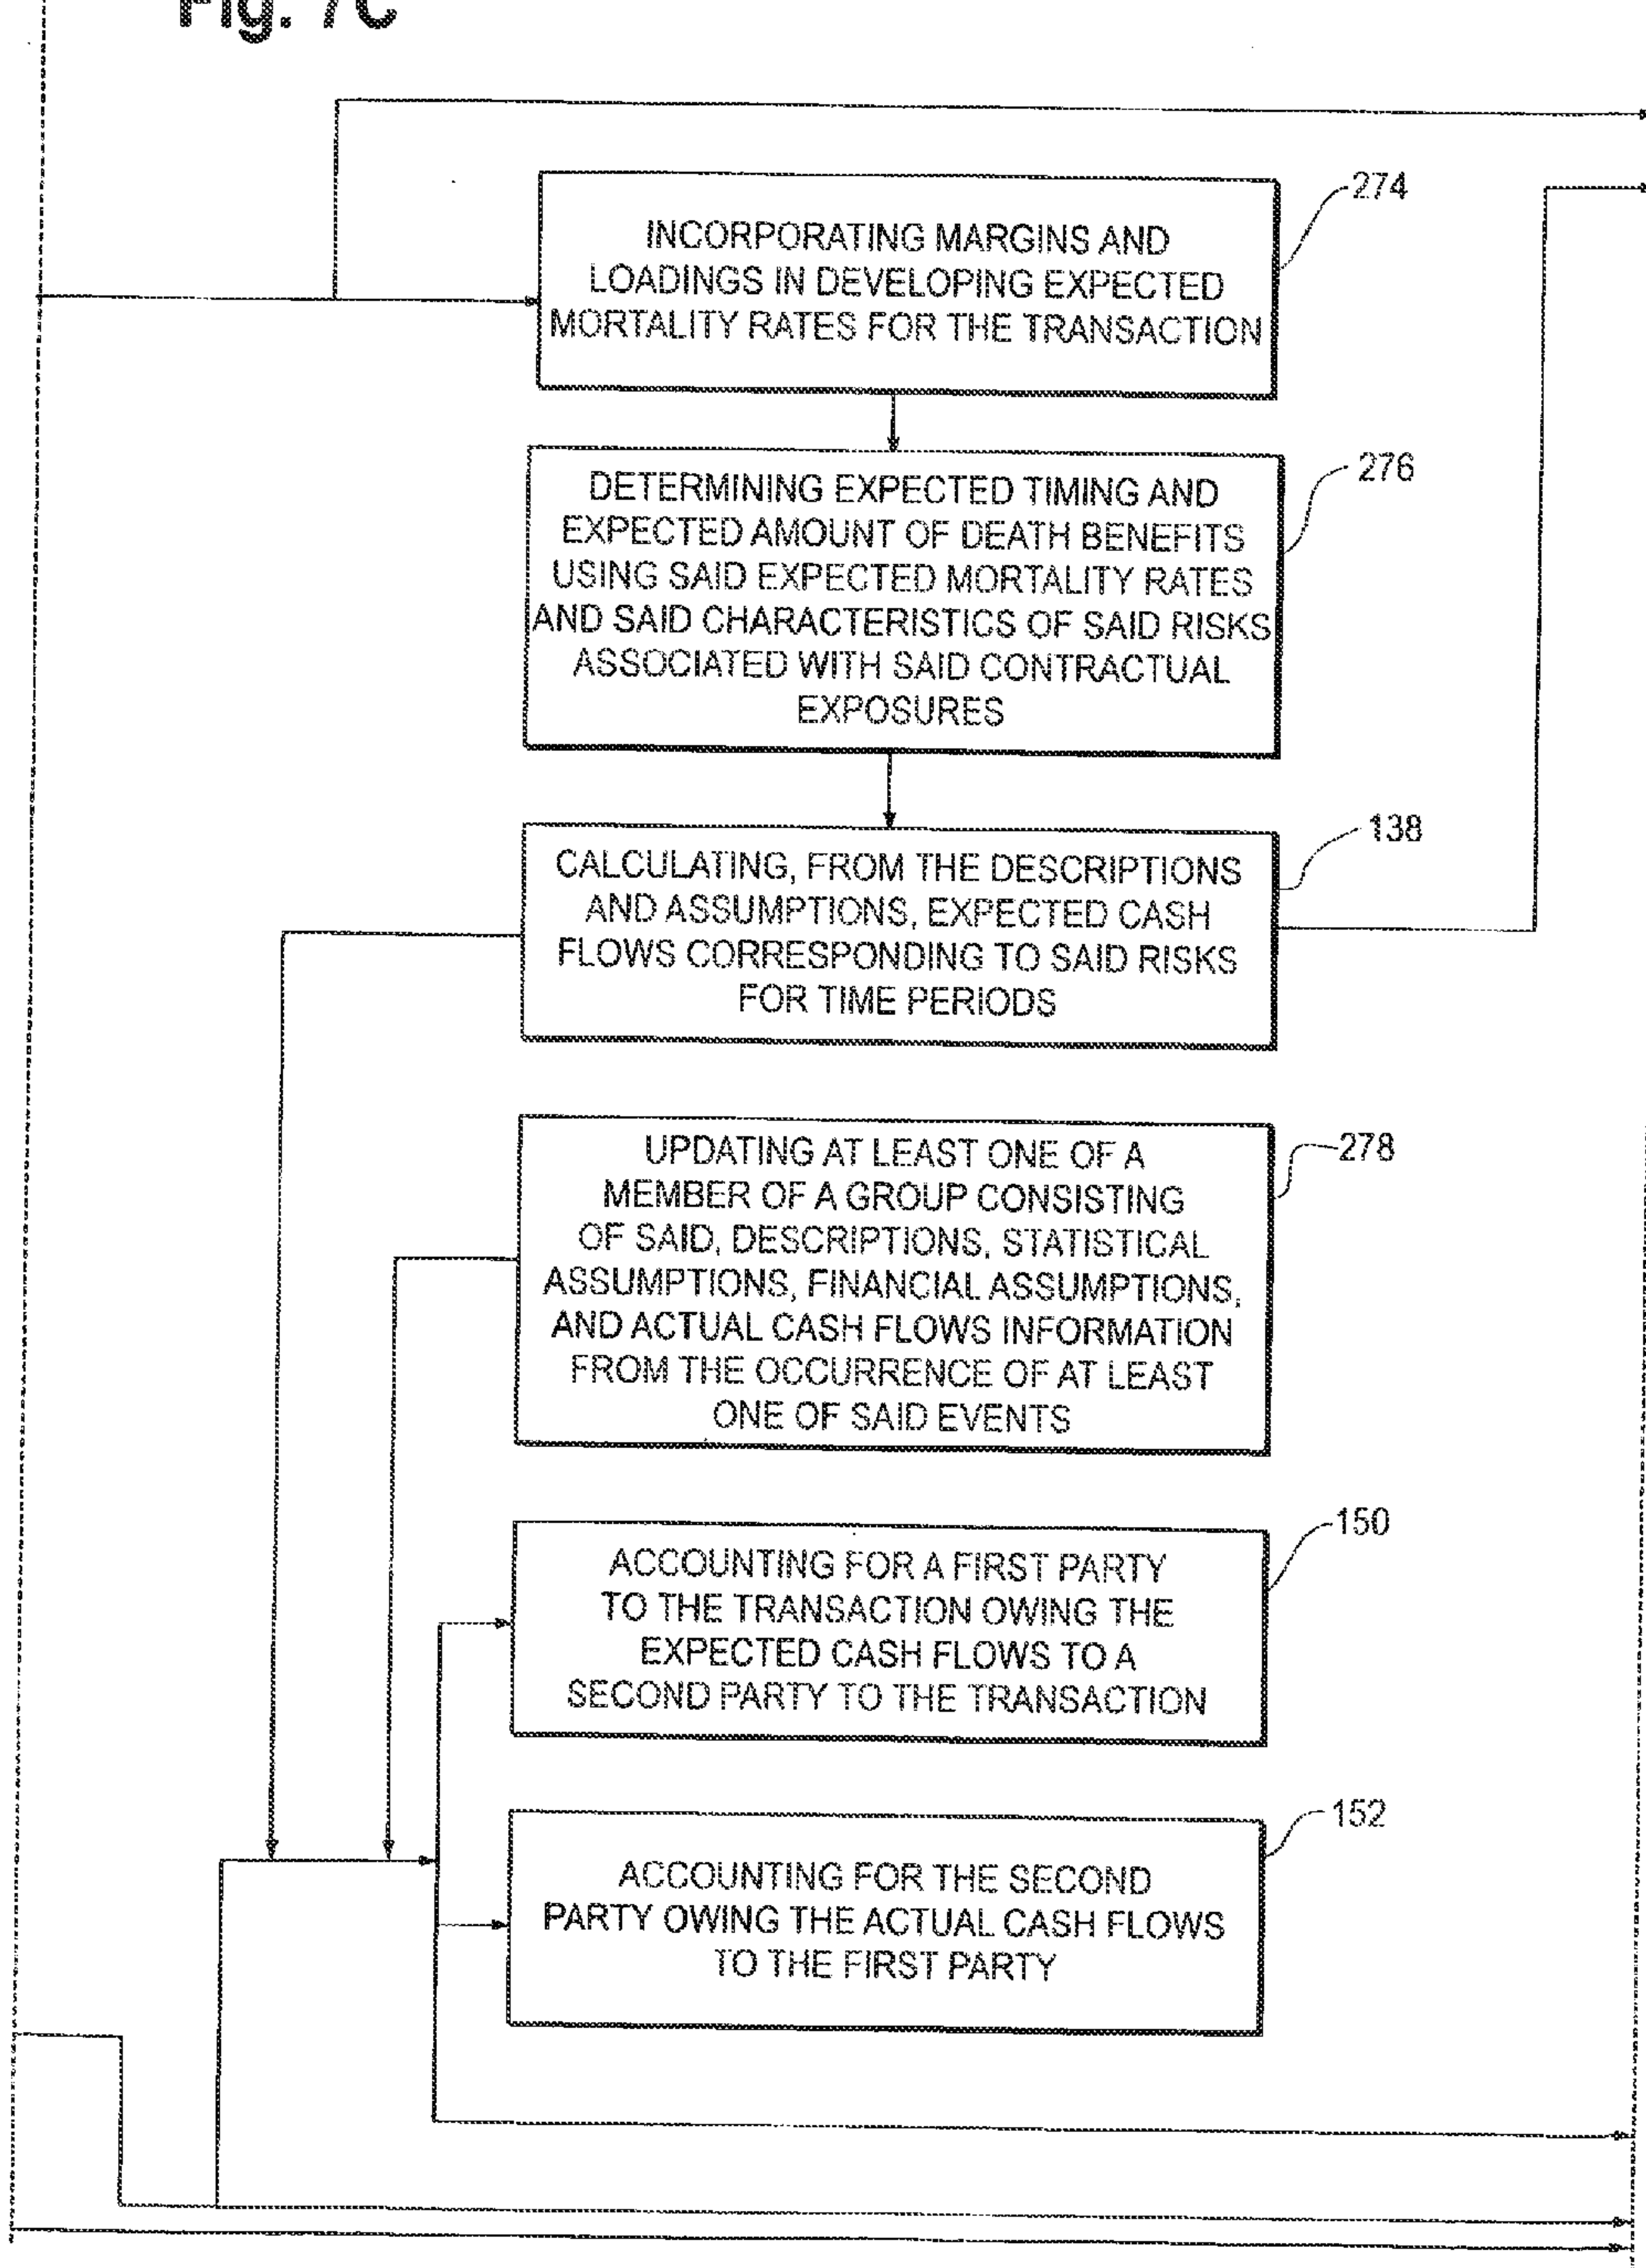 Fig. 7C
274
INCORPORATING MARGINS AND
LOADINGS IN DEVELOPING EXPECTED
MORTALITY RATES FOR THE TRANSACTION
276
DETERMINING EXPECTED TIMING AND
EXPECTED AMOUNT OF DEATH BENEFITS
USING SAID EXPECTED MORTALITY RATES
AND SAID CHARACTERISTICS OF SAID RISKS
ASSOCIATED WITH SAID CONTRACTUAL
EXPOSURES
138
CALCULATING, FROM THE DESCRIPTIONS
AND ASSUMPTIONS, EXPECTED CASH
FLOWS CORRESPONDING TO SAID RISKS
FOR TIME PERIODS
278
UPDATING AT LEAST ONE OF A
MEMBER OF A GROUP CONSISTING
OF SAID, DESCRIPTIONS, STATISTICAL
ASSUMPTIONS, FINANCIAL ASSUMPTIONS,
AND ACTUAL CASH FLOWS INFORMATION
FROM THE OCCURRENCE OF AT LEAST
ONE OF SAID EVENTS
150
ACCOUNTING FOR A FIRST PARTY
TO THE TRANSACTION OWING THE
EXPECTED CASH FLOWS TO A
SECOND PARTY TO THE TRANSACTION
152
ACCOUNTING FOR THE SECOND
PARTY OWING THE ACTUAL CASH FLOWS
TO THE FIRST PARTY